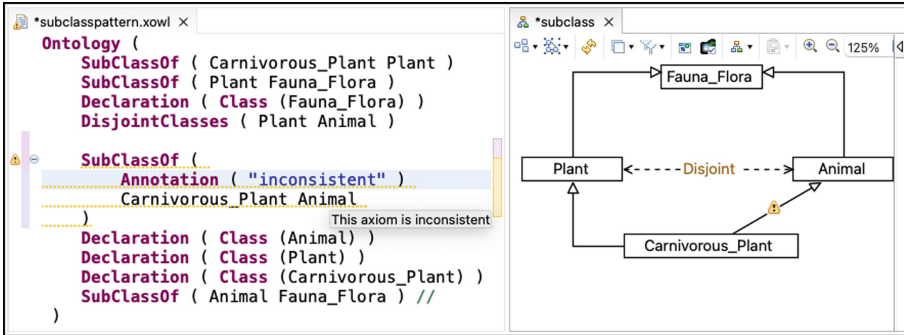 *subclasspattern.xowl
Ontology (
SubClassOf ( Carnivorous_Plant Plant )
SubClassOf ( Plant Fauna_Flora )
Declaration ( Class (Fauna_Flora) )
DisjointClasses ( Plant Animal )
SubClassOf (
Annotation ( "inconsistent" )
Carnivorous_Plant Animal
)
This axiom is inconsistent
Declaration ( Class (Animal) )
Declaration ( Class (Plant) )
Declaration ( Class (Carnivorous_Plant) )
SubClassOf ( Animal Fauna_Flora ) //
)
*subclass
125%
Fauna_Flora
Plant
Disjoint
Animal
Carnivorous_Plant